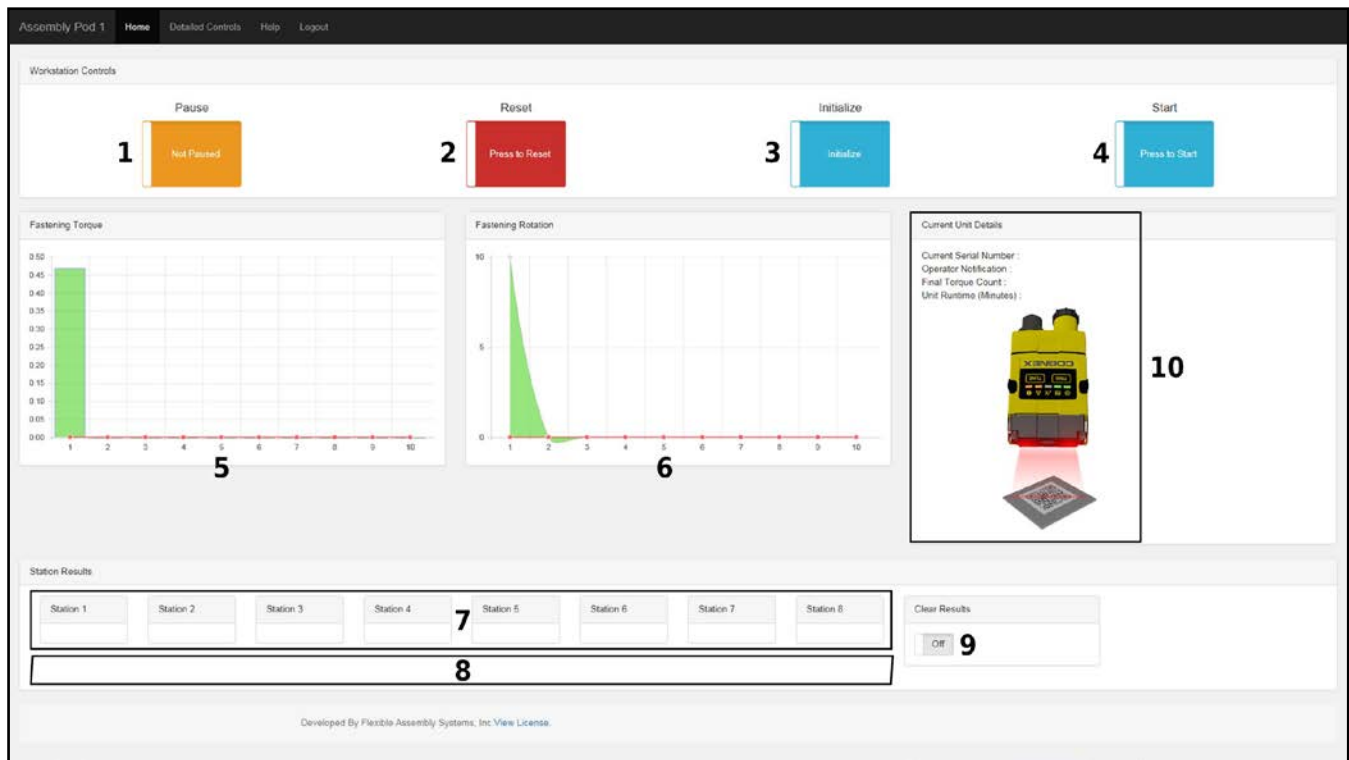 Assembly Pod 1 Home Detailed Controls Help Logout
Workstation Controls
Pause Reset Initialize Start
1 Not Paused 2 Press to Reset 3 Initialize 4 Press to Start
Fastening Torque
0.50
0.45
0.40
0.35
0.30
0.25
0.20
0.15
0.10
0.05
0.00
1 2 3 4 5 6 7 8 9 10
5
Fastening Rotation
10
5
0
1 2 3 4 5 6 7 8 9 10
6
Current Unit Details
Current Serial Number :
Operator Notification :
Final Torque Count :
Unit Runtime (Minutes) :
COGNEX
10
Station Results
Station 1 Station 2 Station 3 Station 4 Station 5 Station 6 Station 7 Station 8
7
8
Clear Results
Off 9
Developed By Flexible Assembly Systems, Inc View License.